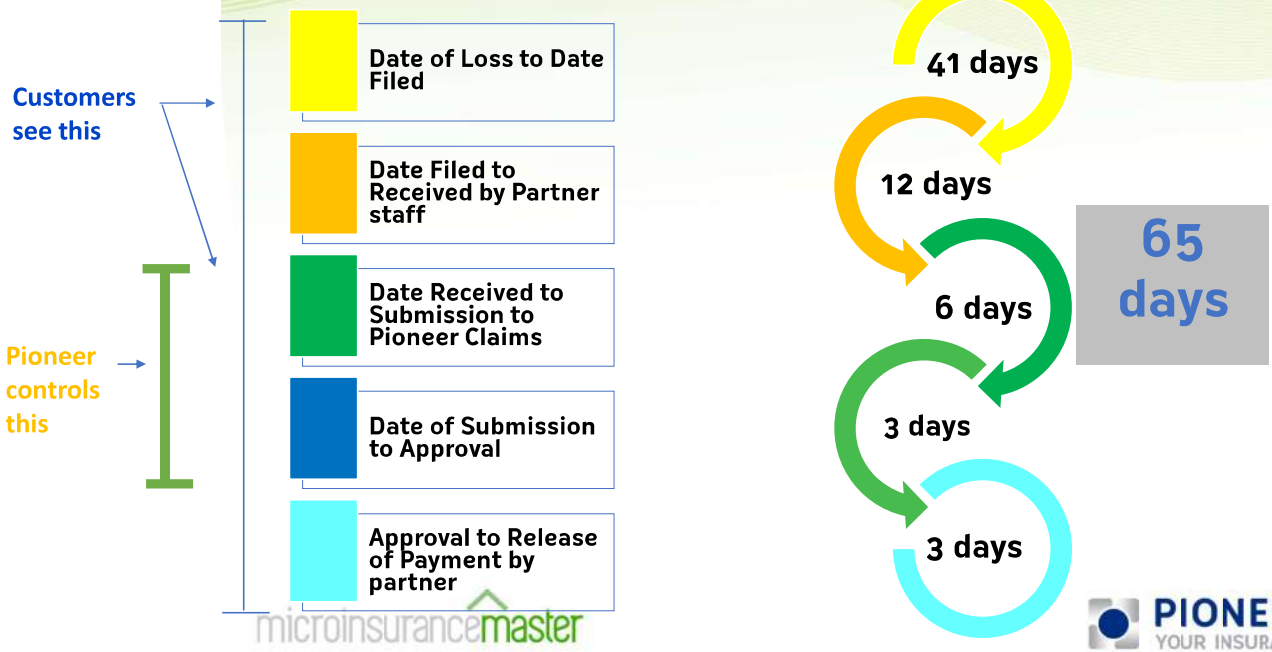 Customers
see this
Pioneer
controls
this
Date of Loss to Date
Filed
Date Filed to
Received by Partner
staff
Date Received to
Submission to
Pioneer Claims
Date of Submission
to Approval
Approval to Release
of Payment by
partner
41 days
12 days
6 days
3 days
3 days
65
days
microinsurancemaster
PIONE
YOUR INSURA